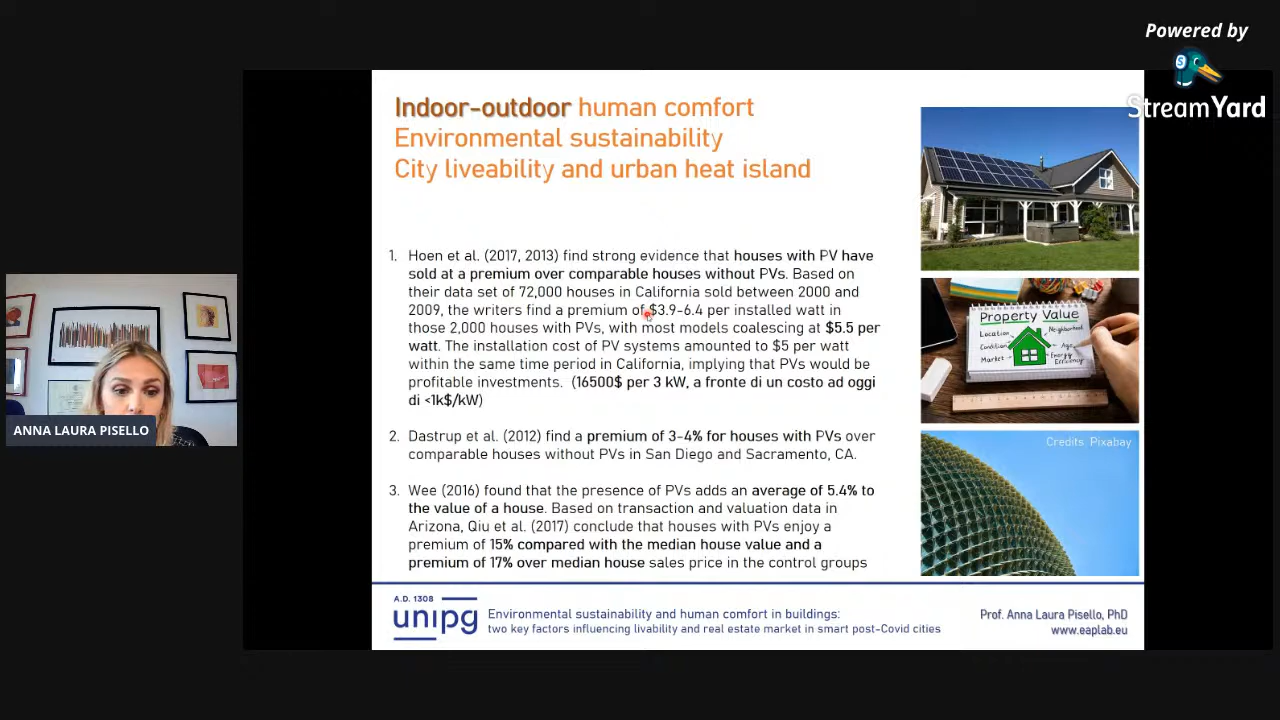 Powered by
StreamYard
Indoor-outdoor human comfort
Environmental sustainability
City liveability and urban heat island
1. Hoen et al. (2017, 2013) find strong evidence that houses with PV have
sold at a premium over comparable houses without PVs. Based on
their data set of 72,000 houses in California sold between 2000 and
2009, the writers find a premium of $3.9-6.4 per installed watt in
those 2,000 houses with PVs, with most models coalescing at $5.5 per
watt. The installation cost of PV systems amounted to $5 per watt
within the same time period in California, implying that PVs would be
profitable investments. (16500$ per 3 kW, a fronte di un costo ad oggi
di <1k$/kW)
2. Dastrup et al. (2012) find a premium of 3-4% for houses with PVs over
comparable houses without PVs in San Diego and Sacramento, CA.
3. Wee (2016) found that the presence of PVs adds an average of 5.4% to
the value of a house. Based on transaction and valuation data in
Arizona, Qiu et al. (2017) conclude that houses with PVs enjoy a
premium of 15% compared with the median house value and a
premium of 17% over median house sales price in the control groups
Property Value
Location
Neighborhood
Condition
Age
Market
Energy
Efficiency
Credits Pixabay
ANNA LAURA PISELLO
A.D. 1308
unipg
Environmental sustainability and human comfort in buildings:
two key factors influencing livability and real estate market in smart post-Covid cities
Prof. Anna Laura Pisello, PhD
www.eaplab.eu